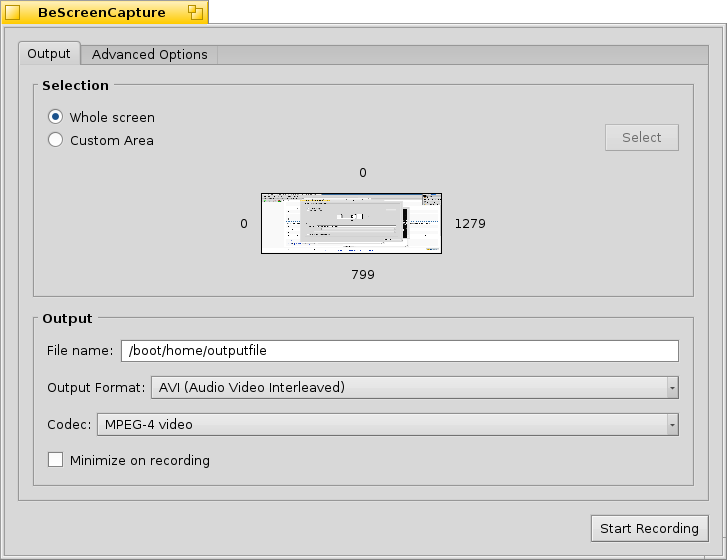 BeScreenCapture
Output
Advanced Options
Selection
Whole screen
Custom Area
Select
0
0
1279
799
Output
File name: /boot/home/outputfile
Output Format: AVI (Audio Video Interleaved)
Codec: MPEG-4 video
Minimize on recording
Start Recording